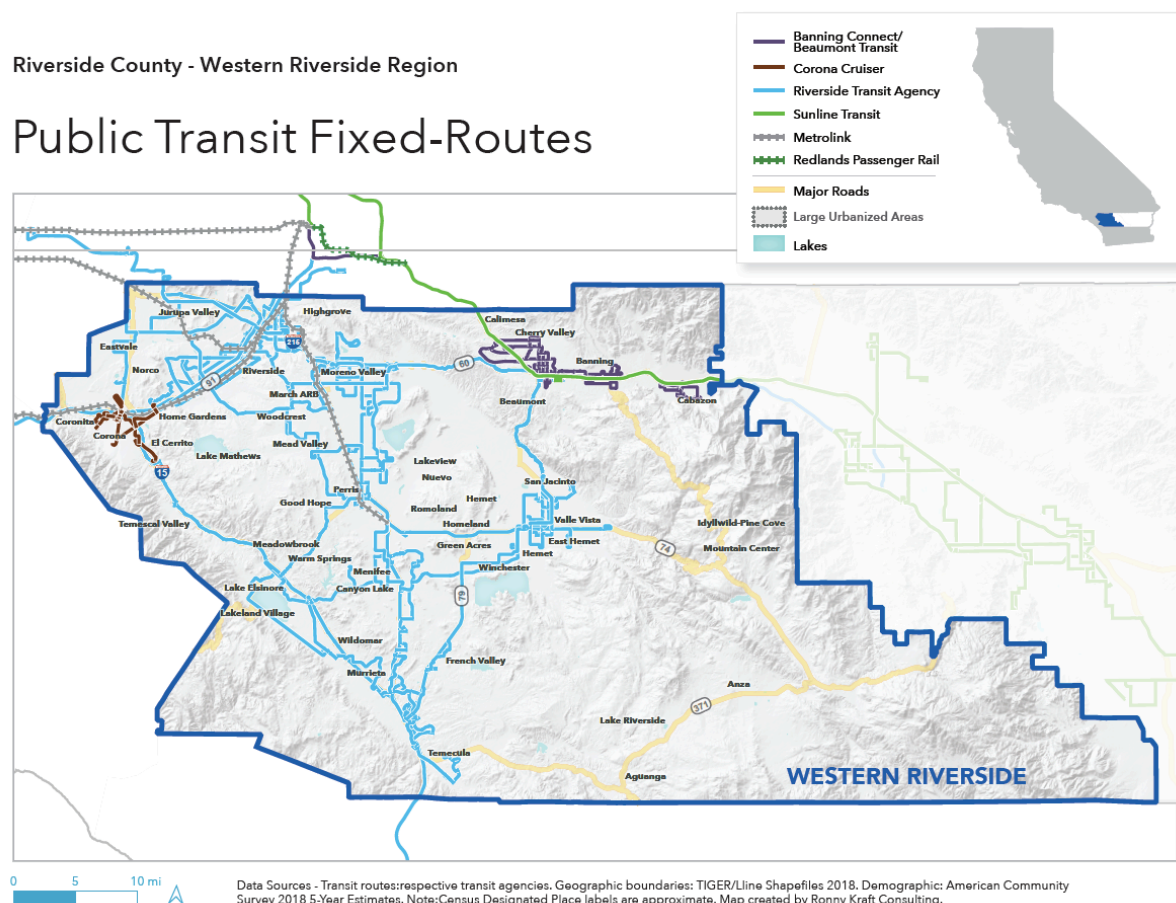 Riverside County - Western Riverside Region
Public Transit Fixed-Routes
Banning Connect/
Beaumont Transit
Corona Cruiser
Riverside Transit Agency
Sunline Transit
Metrolink
Redlands Passenger Rail
Major Roads
Large Urbanized Areas
Lakes
Jurupa Valley
Highgrove
Calimesa
Cherry Valley
Eastvale
216
Norco
Riverside
Moreno Valley
60
Banning
91
March ARB
Beaumont
Cabazon
Coronita
Home Gardens
Woodcrest
Corona
El Cerrito
Mead Valley
Lake Mathews
Lakeview
15
Nuevo
San Jacinto
Perris
Hemet
Good Hope
Romoland
Temescal Valley
Homeland
Valle Vista
Idyllwild-Pine Cove
Meadowbrook
Green Acres
East Hemet
74
Mountain Center
Warm Springs
Hemet
Menifee
Winchester
Lake Elsinore
Canyon Lake
79
Lakeland Village
Wildomar
French Valley
Murrieta
Anza
371
Lake Riverside
Temecula
Aguanga
WESTERN RIVERSIDE
0 5 10 mi
Data Sources - Transit routes:respective transit agencies. Geographic boundaries: TIGER/Lline Shapefiles 2018. Demographic: American Community
Survey 2018 5-Year Estimates. Note:Census Designated Place labels are approximate. Map created by Ronny Kraft Consulting.